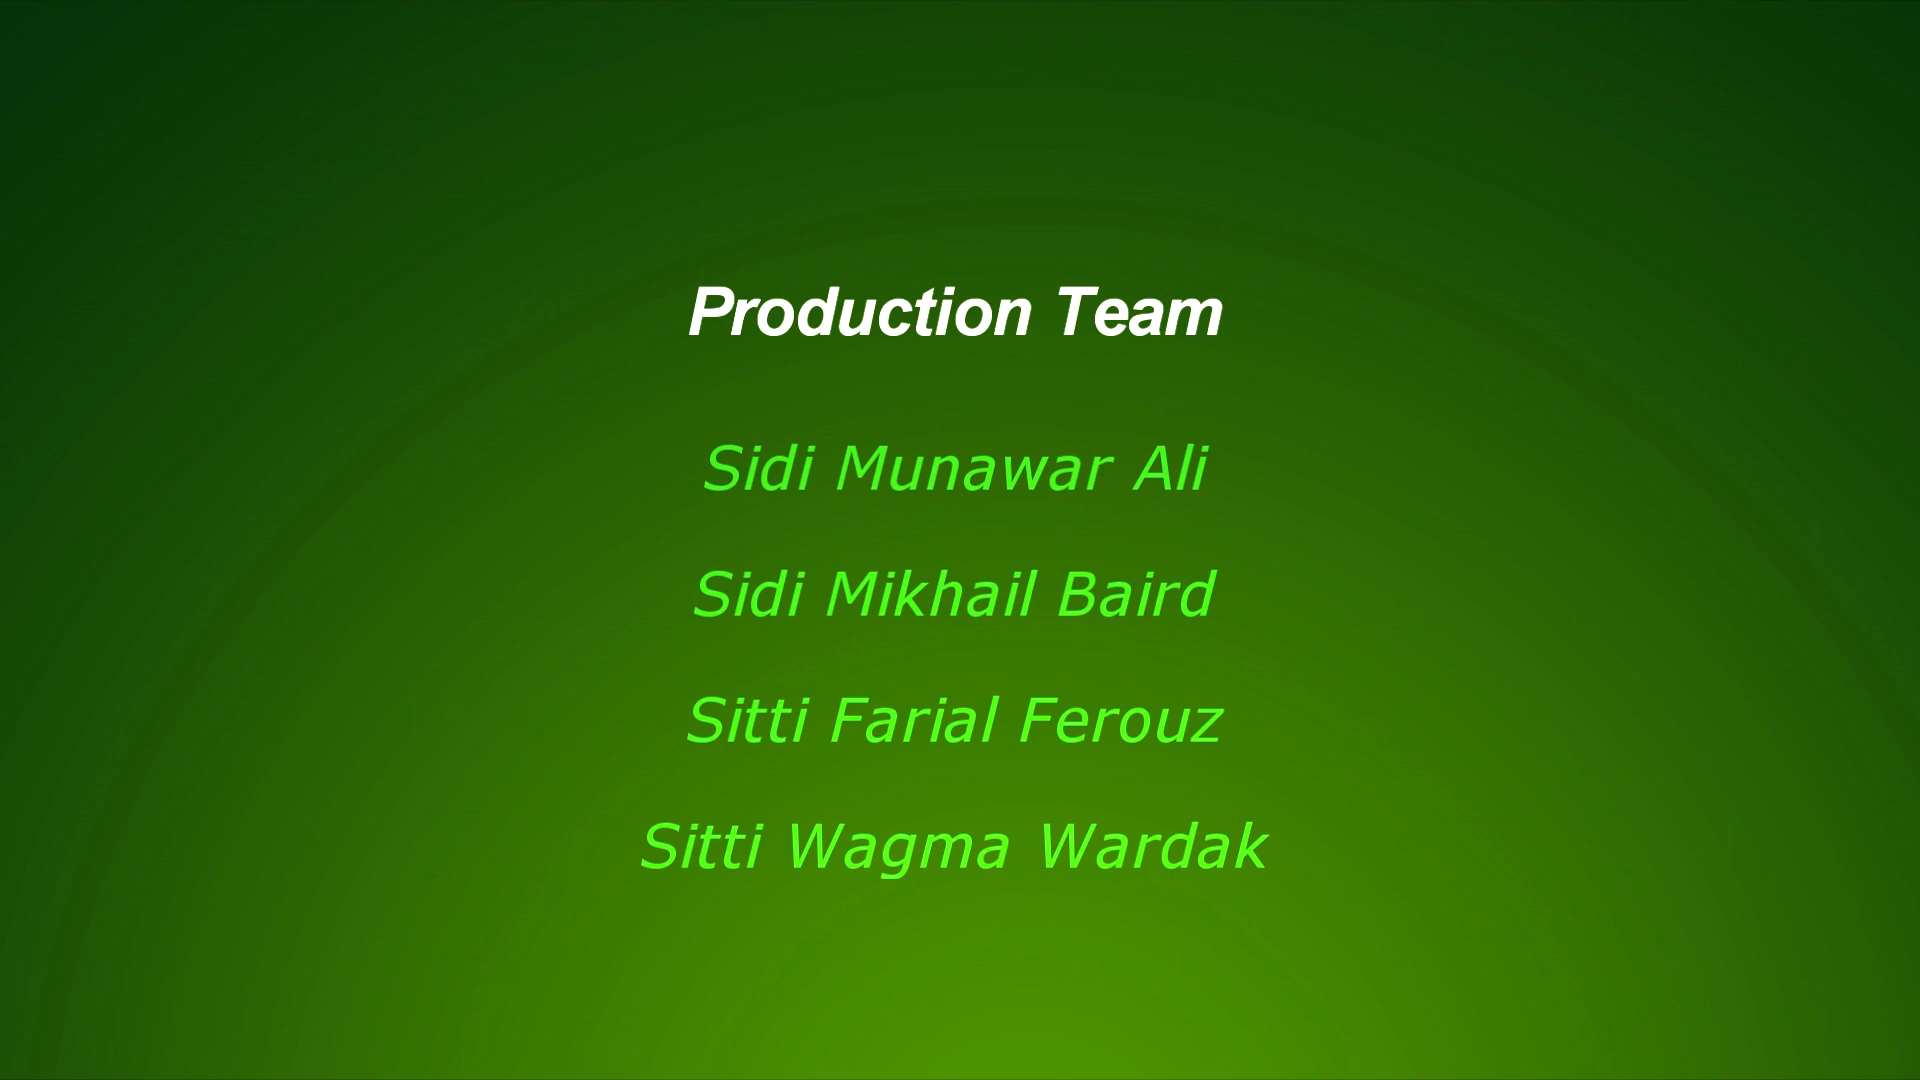 Production Team
Sidi Munawar Ali
Sidi Mikhail Baird
Sitti Farial Ferouz
Sitti Wagma Wardak